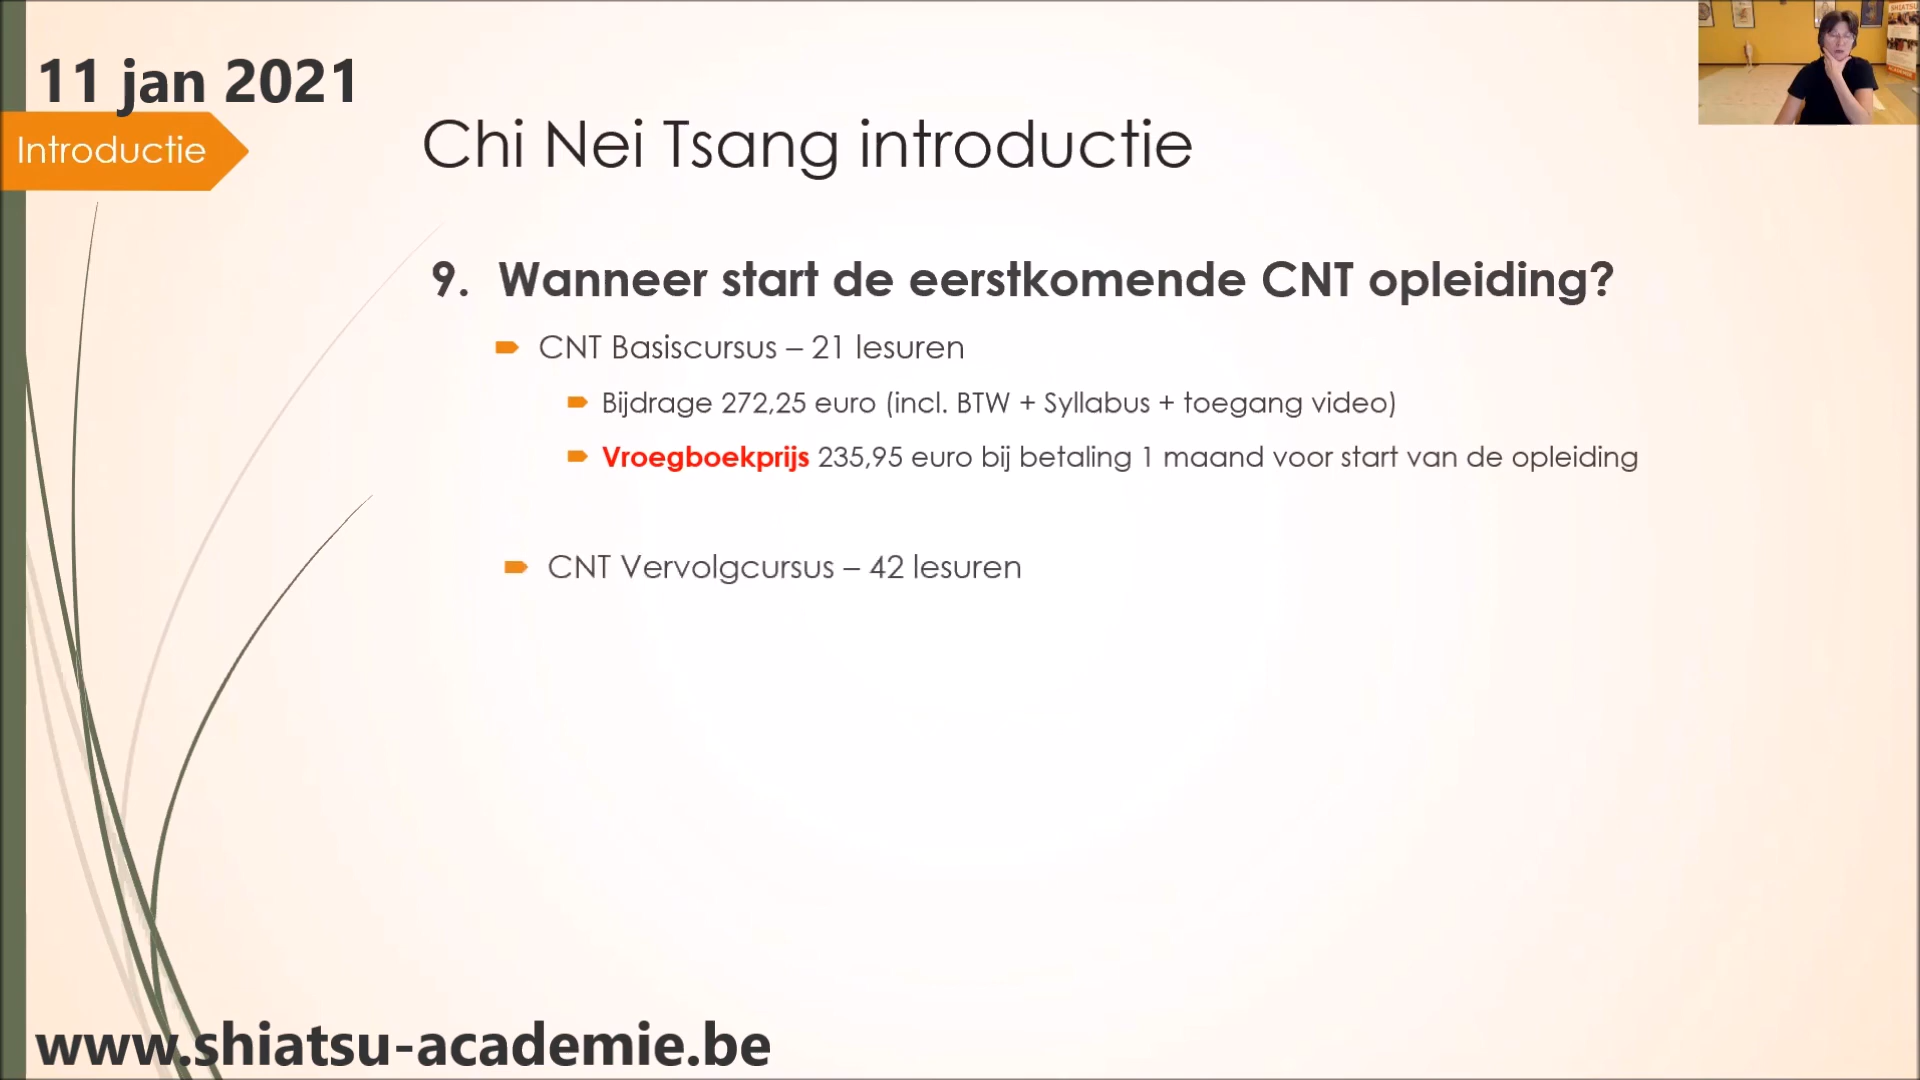 11 jan 2021
Introductie
Chi Nei Tsang introductie
9. Wanneer start de eerstkomende CNT opleiding?
CNT Basiscursus – 21 lesuren
Bijdrage 272,25 euro (incl. BTW + Syllabus + toegang video)
Vroegboekprijs 235,95 euro bij betaling 1 maand voor start van de opleiding
CNT Vervolgcursus – 42 lesuren
www.shiatsu-academie.be
SHIATSU